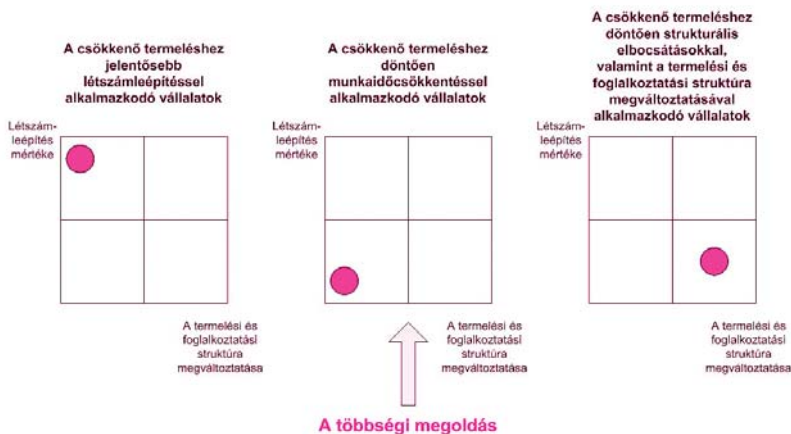 A csökkenő termeléshez
jelentősebb
létszámleépítéssel
alkalmazkodó vállalatok
Létszám-
leépítés
mértéke
A termelési és
foglalkoztatási
struktúra
megváltoztatása
A csökkenő termeléshez
döntően
munkaidőcsökkentéssel
alkalmazkodó vállalatok
Létszám-
leépítés
mértéke
A termelési és
foglalkoztatási
struktúra
megváltoztatása
A többségi megoldás
A csökkenő termeléshez
döntően strukturális
elbocsátásokkal,
valamint a termelési és
foglalkoztatási struktúra
megváltoztatásával
alkalmazkodó vállalatok
Létszám-
leépítés
mértéke
A termelési és
foglalkoztatási
struktúra
megváltoztatása